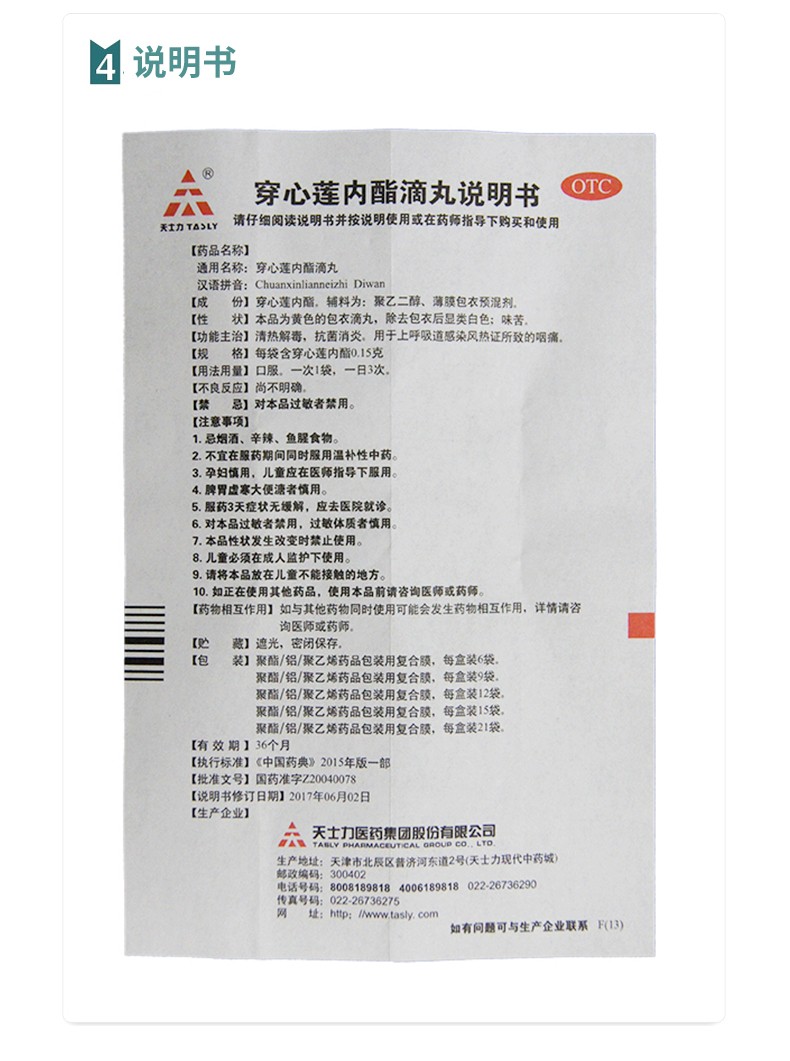 4 说明书
®
天士力 TASLY
穿心莲内酯滴丸说明书
OTC
请仔细阅读说明书并按说明使用或在药师指导下购买和使用
【药品名称】
通用名称：穿心莲内酯滴丸
汉语拼音：Chuanxinlianneizhi Diwan
【成 份】穿心莲内酯。辅料为：聚乙二醇、薄膜包衣预混剂。
【性 状】本品为黄色的包衣滴丸，除去包衣后显类白色；味苦。
【功能主治】清热解毒，抗菌消炎。用于上呼吸道感染风热证所致的咽痛。
【规 格】每袋含穿心莲内酯0.15克
【用法用量】口服。一次1袋，一日3次。
【不良反应】尚不明确。
【禁 忌】对本品过敏者禁用。
【注意事项】
1. 忌烟酒、辛辣、鱼腥食物。
2. 不宜在服药期间同时服用温补性中药。
3. 孕妇慎用，儿童应在医师指导下服用。
4. 脾胃虚寒大便溏者慎用。
5. 服药3天症状无缓解，应去医院就诊。
6. 对本品过敏者禁用，过敏体质者慎用。
7. 本品性状发生改变时禁止使用。
8. 儿童必须在成人监护下使用。
9. 请将本品放在儿童不能接触的地方。
10. 如正在使用其他药品，使用本品前请咨询医师或药师。
【药物相互作用】如与其他药物同时使用可能会发生药物相互作用，详情请咨
询医师或药师。
【贮 藏】遮光，密闭保存。
【包 装】聚酯/铝/聚乙烯药品包装用复合膜，每盒装6袋。
聚酯/铝/聚乙烯药品包装用复合膜，每盒装9袋。
聚酯/铝/聚乙烯药品包装用复合膜，每盒装12袋。
聚酯/铝/聚乙烯药品包装用复合膜，每盒装15袋。
聚酯/铝/聚乙烯药品包装用复合膜，每盒装21袋。
【有 效 期】36个月
【执行标准】《中国药典》2015年版一部
【批准文号】国药准字Z20040078
【说明书修订日期】2017年06月02日
【生产企业】
天士力医药集团股份有限公司
TASLY PHARMACEUTICAL GROUP CO., LTD.
生产地址：天津市北辰区普济河东道2号(天士力现代中药城)
邮政编码：300402
电话号码：8008189818 4006189818 022-26736290
传真号码：022-26736275
网 址：http: //www.tasly. com
如有问题可与生产企业联系 F(13)